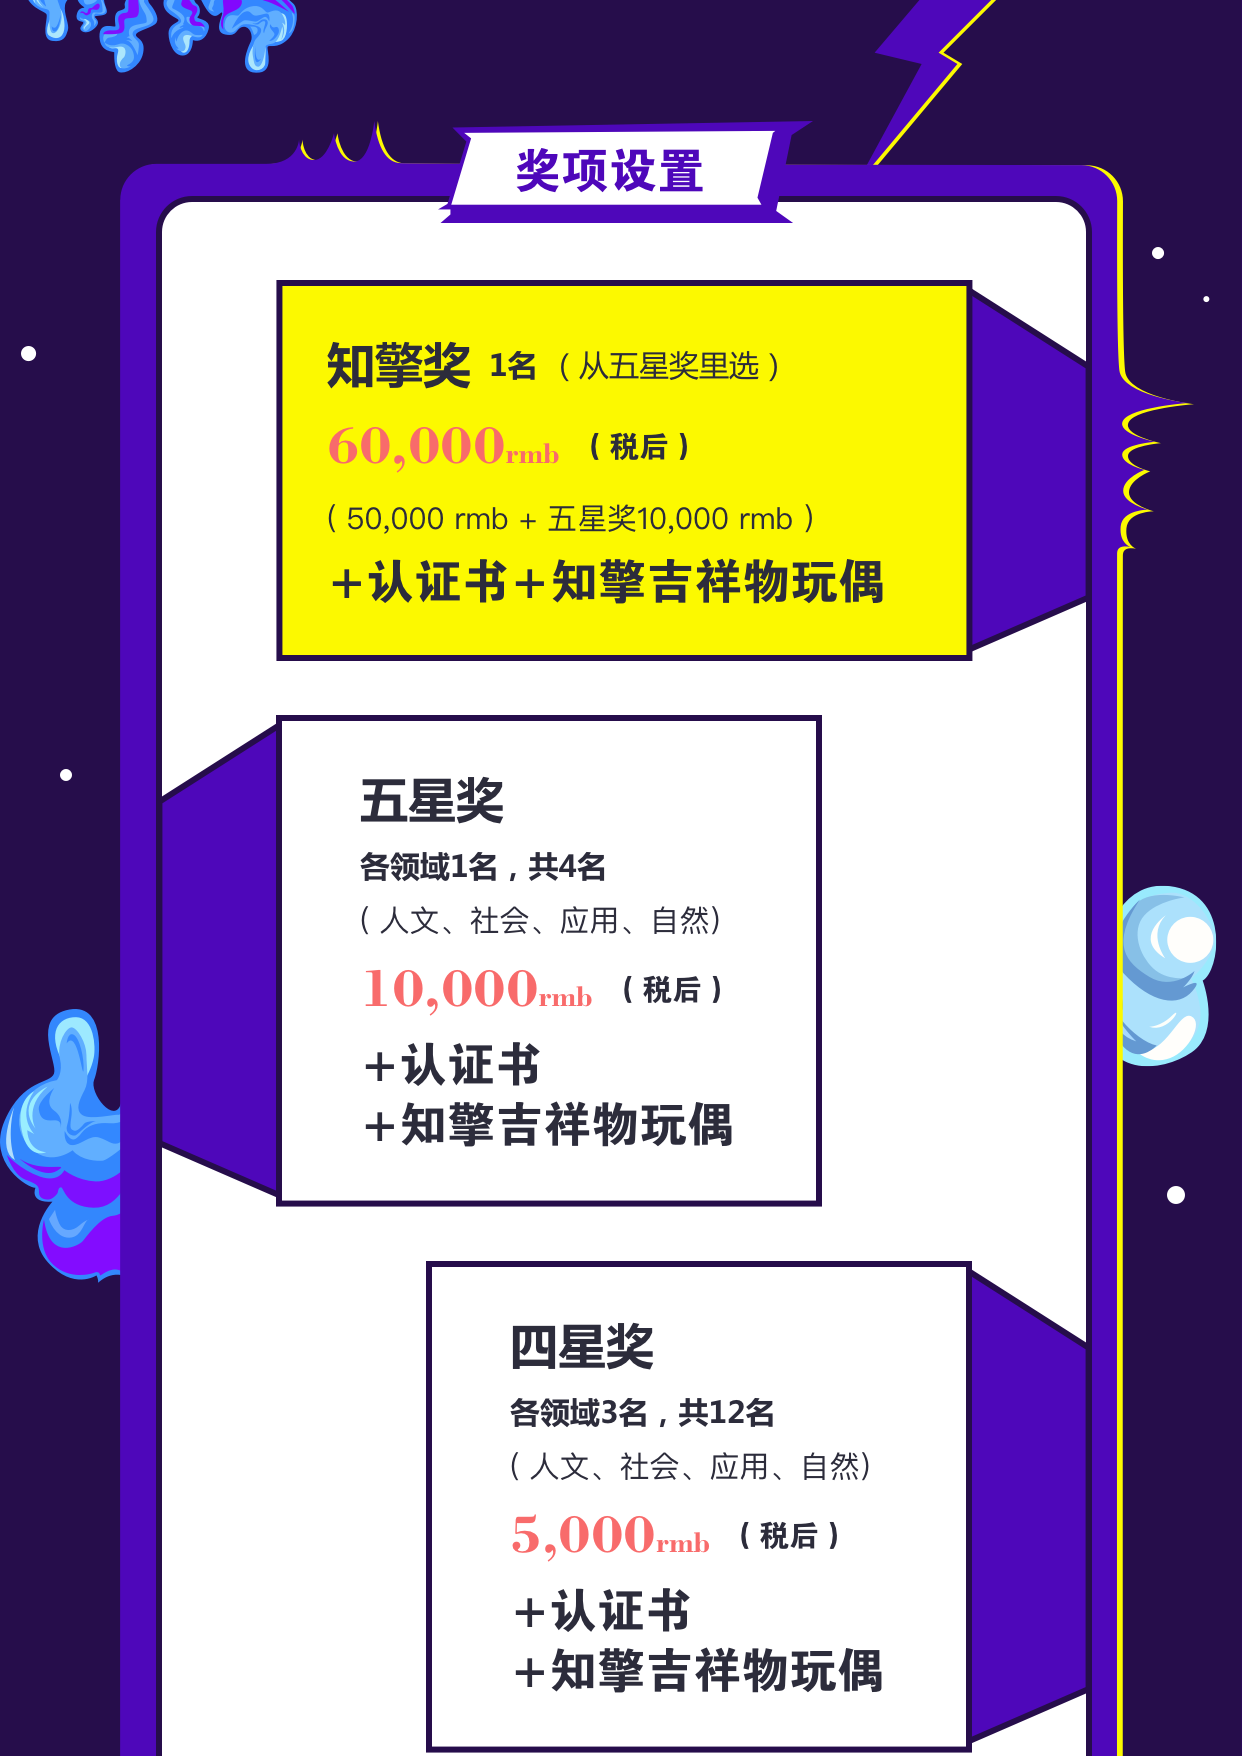 奖项设置
知擎奖 1名（从五星奖里选）
60,000rmb （税后）
（50,000 rmb + 五星奖10,000 rmb）
+认证书+知擎吉祥物玩偶
五星奖
各领域1名，共4名
（人文、社会、应用、自然）
10,000rmb （税后）
+认证书
+知擎吉祥物玩偶
四星奖
各领域3名，共12名
（人文、社会、应用、自然）
5,000rmb （税后）
+认证书
+知擎吉祥物玩偶